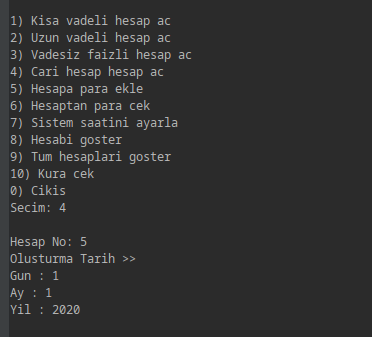 1) Kisa vadeli hesap ac
2) Uzun vadeli hesap ac
3) Vadesiz faizli hesap ac
4) Cari hesap hesap ac
5) Hesapa para ekle
6) Hesaptan para cek
7) Sistem saatini ayarla
8) Hesabi goster
9) Tum hesaplari goster
10) Kura cek
0) Cikis
Secim: 4
Hesap No: 5
Olusturma Tarih >>
Gun : 1
Ay : 1
Yil : 2020